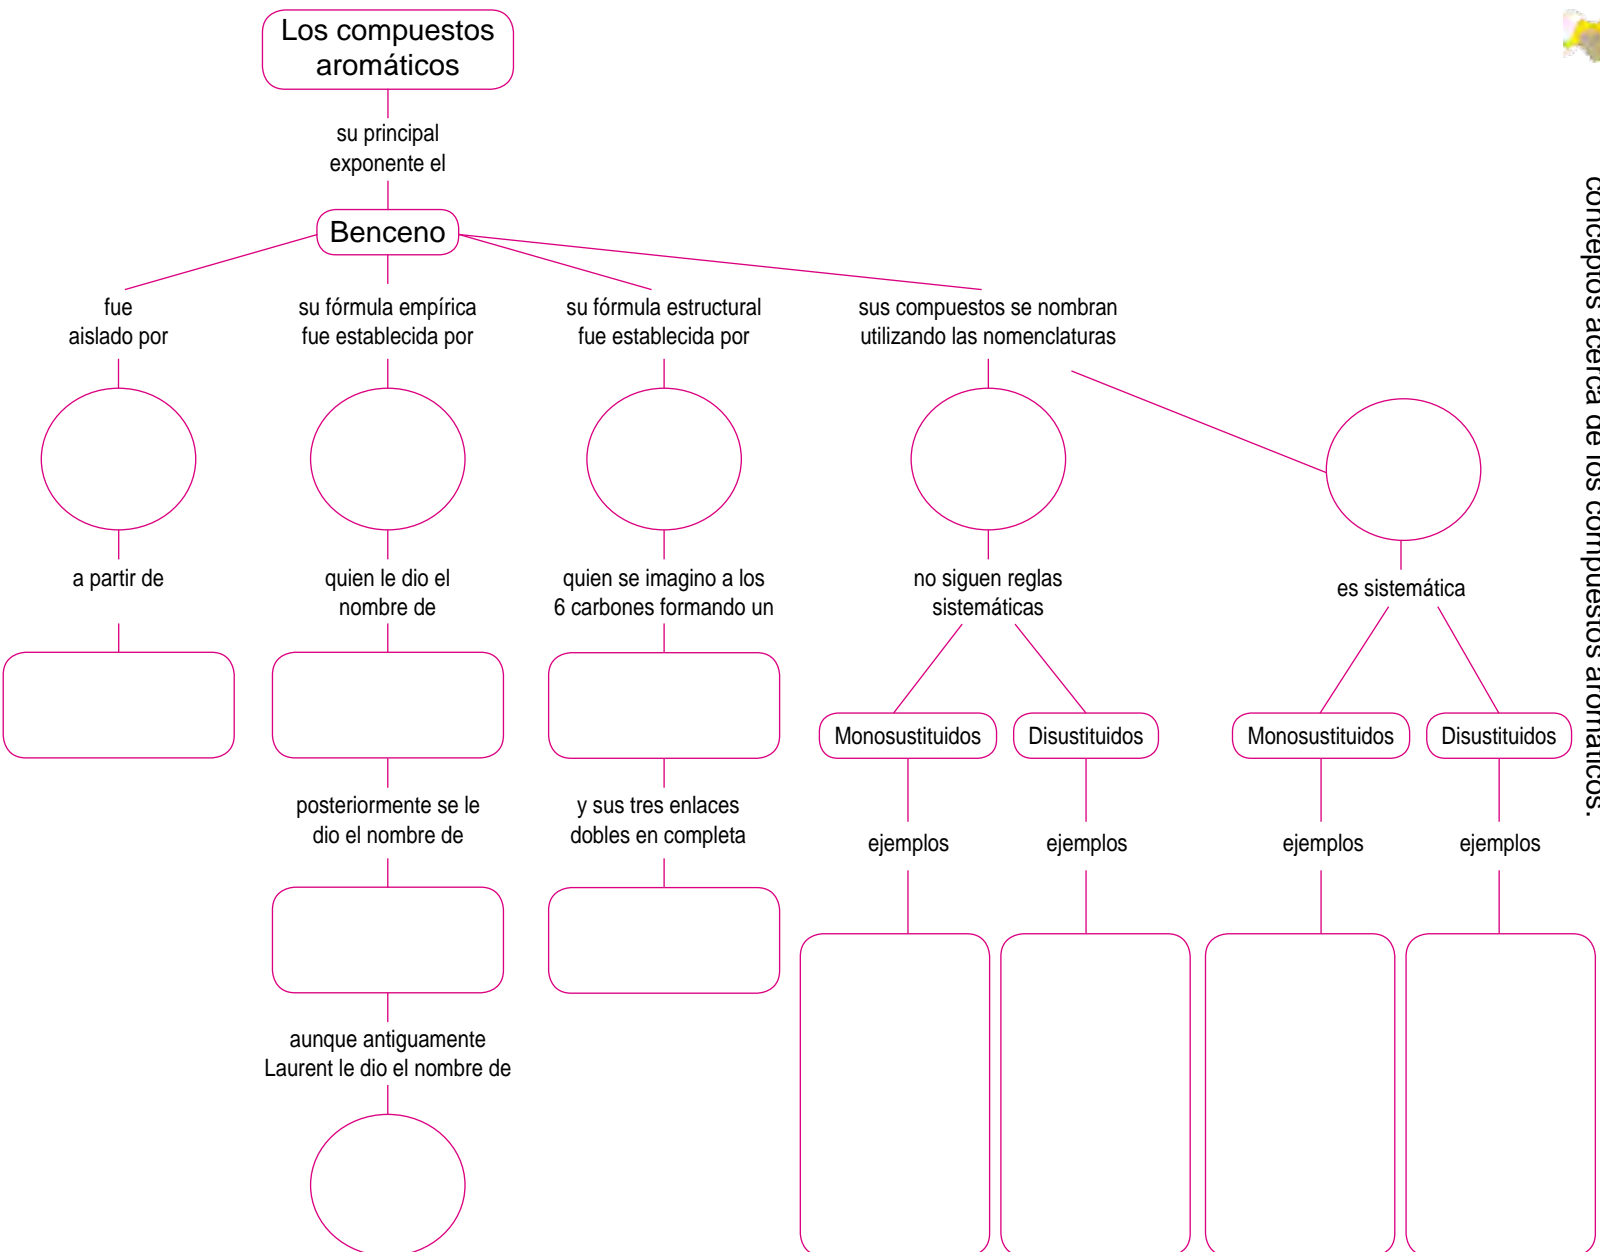 Los compuestos
aromáticos
su principal
exponente el
Benceno
fue
aislado por
su fórmula empírica
fue establecida por
su fórmula estructural
fue establecida por
sus compuestos se nombran
utilizando las nomenclaturas
a partir de
quien le dio el
nombre de
quien se imagino a los
6 carbones formando un
no siguen reglas
sistemáticas
es sistemática
Monosustituidos
Disustituidos
Monosustituidos
Disustituidos
posteriormente se le
dio el nombre de
y sus tres enlaces
dobles en completa
ejemplos
ejemplos
ejemplos
ejemplos
aunque antiguamente
Laurent le dio el nombre de
conceptos acerca de los compuestos aromáticos.